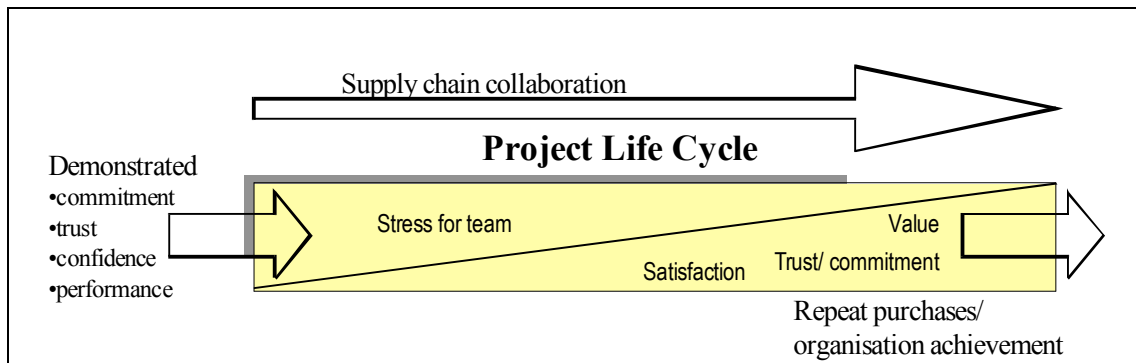 Supply chain collaboration
Project Life Cycle
Demonstrated
•commitment
•trust
•confidence
•performance
Stress for team
Value
Satisfaction
Trust/ commitment
Repeat purchases/
organisation achievement